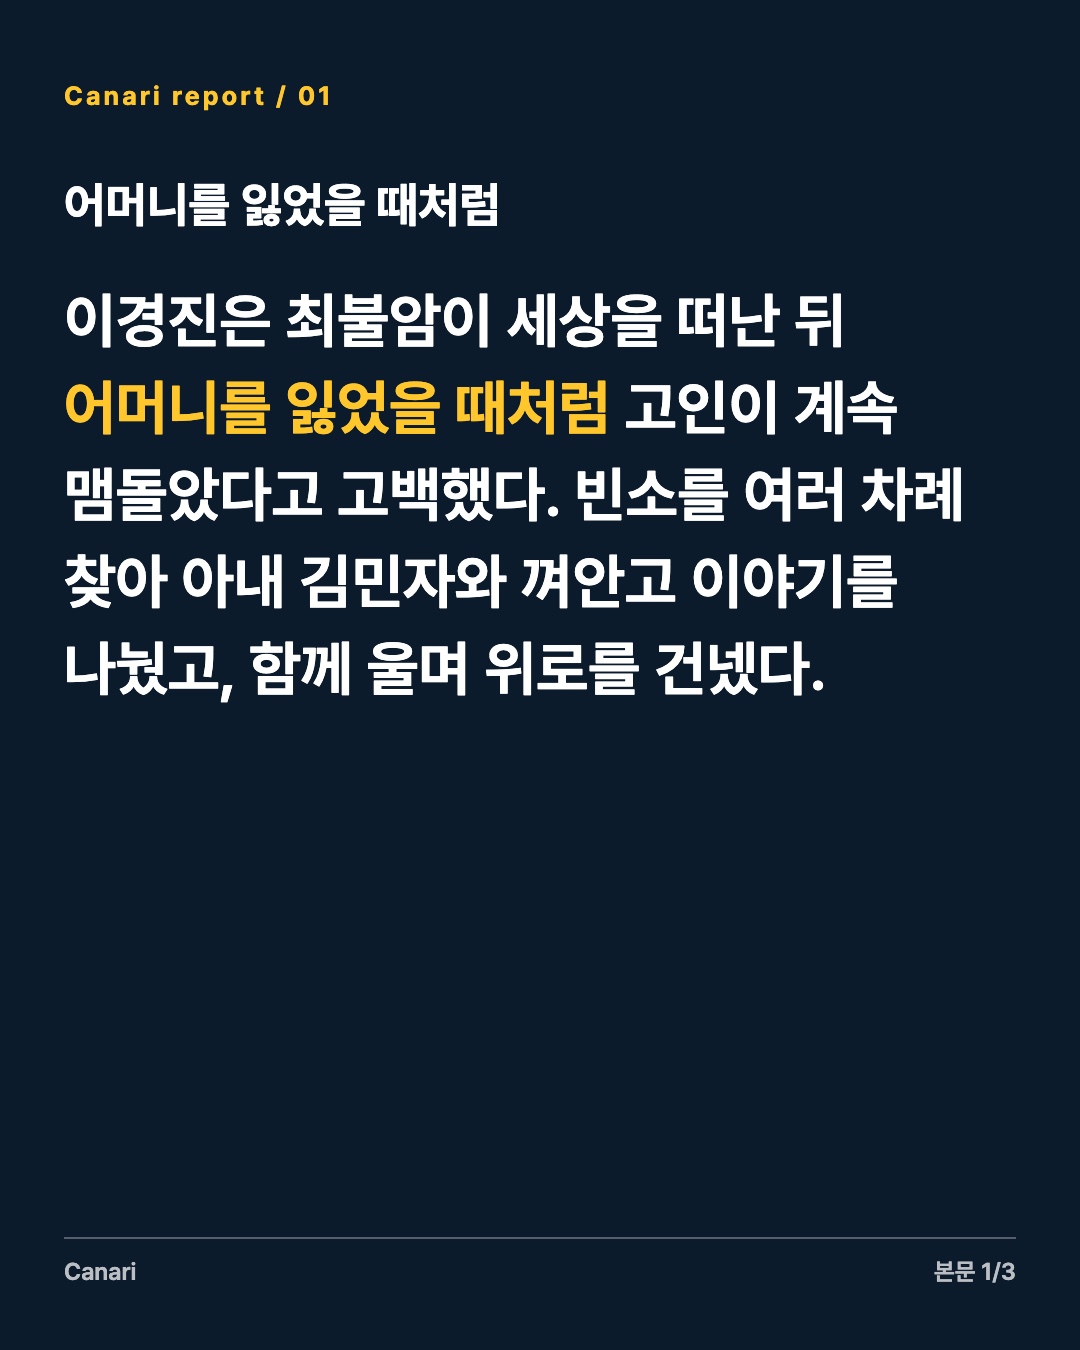 Canari report / 01
어머니를 잃었을 때처럼
이경진은 최불암이 세상을 떠난 뒤
어머니를 잃었을 때처럼 고인이 계속
맴돌았다고 고백했다. 빈소를 여러 차례
찾아 아내 김민자와 껴안고 이야기를
나눴고, 함께 울며 위로를 건넸다.
Canari
본문 1/3